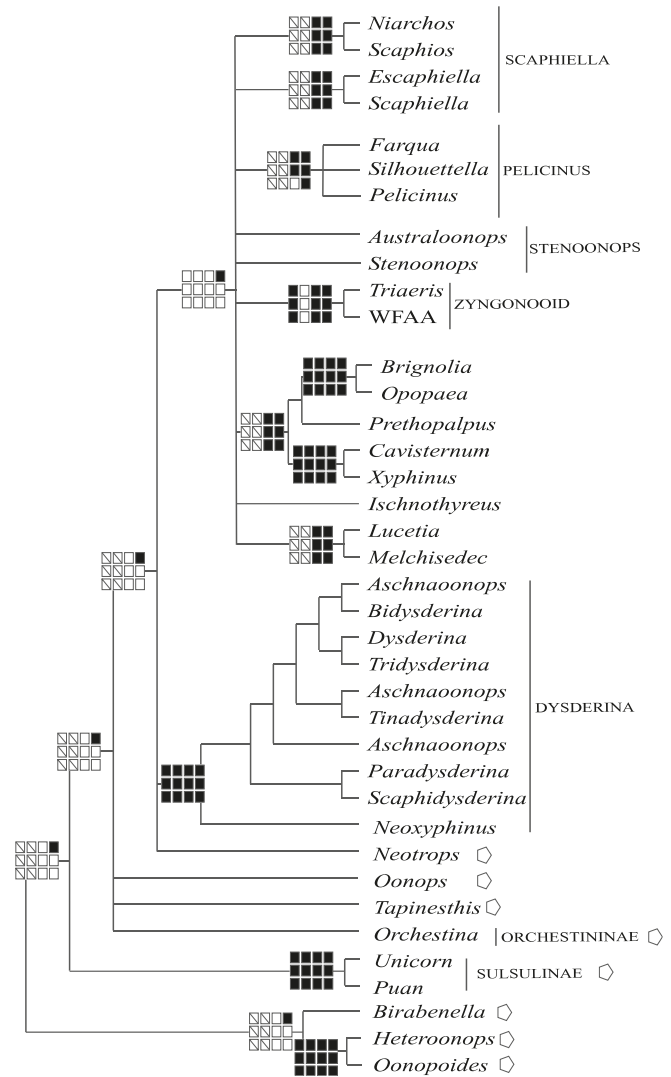 Niarchos
Scaphios
SCAPHIELLA
Escaphiella
Scaphiella
Farqua
Silhouettella
PELICINUS
Pelicinus
Australoonops
STENOONOPS
Stenoonops
Triaeris
ZYNGONOOID
WFAA
Brignolia
Opopaea
Prethopalpus
Cavisternum
Xyphinus
Ischnothyreus
Lucetia
Melchisedec
Aschnaoonops
Bidysderina
Dysderina
Tridysderina
Aschnaoonops
DYSDERINA
Tinadysderina
Aschnaoonops
Paradysderina
Scaphidysderina
Neoxyphinus
Neotrops
Oonops
Tapinesthis
Orchestina ORCHESTININAE
Unicorn
SULSULINAE
Puan
Birabenella
Heteroonops
Oonopoides